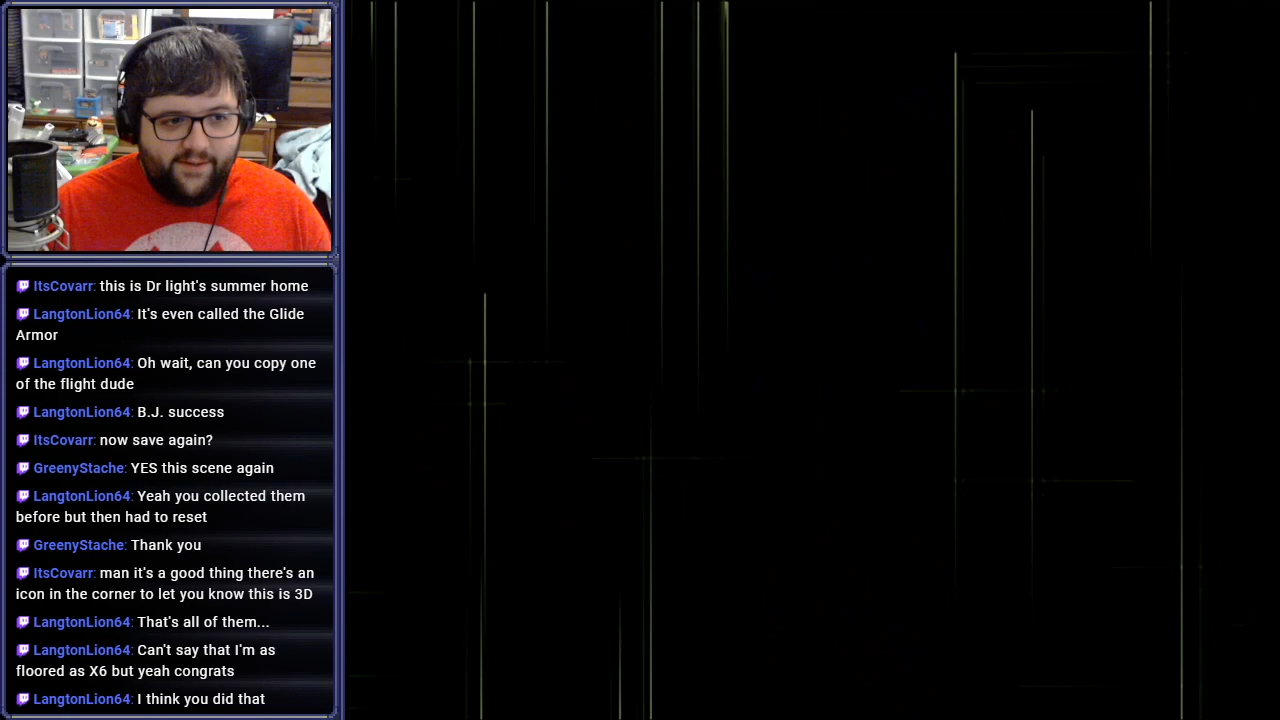 ItsCovarr: this is Dr light's summer home
LangtonLion64: It's even called the Glide
Armor
LangtonLion64: Oh wait, can you copy one
of the flight dude
LangtonLion64: B.J. success
ItsCovarr: now save again?
GreenyStache: YES this scene again
LangtonLion64: Yeah you collected them
before but then had to reset
GreenyStache: Thank you
ItsCovarr: man it's a good thing there's an
icon in the corner to let you know this is 3D
LangtonLion64: That's all of them...
LangtonLion64: Can't say that I'm as
floored as X6 but yeah congrats
LangtonLion64: I think you did that